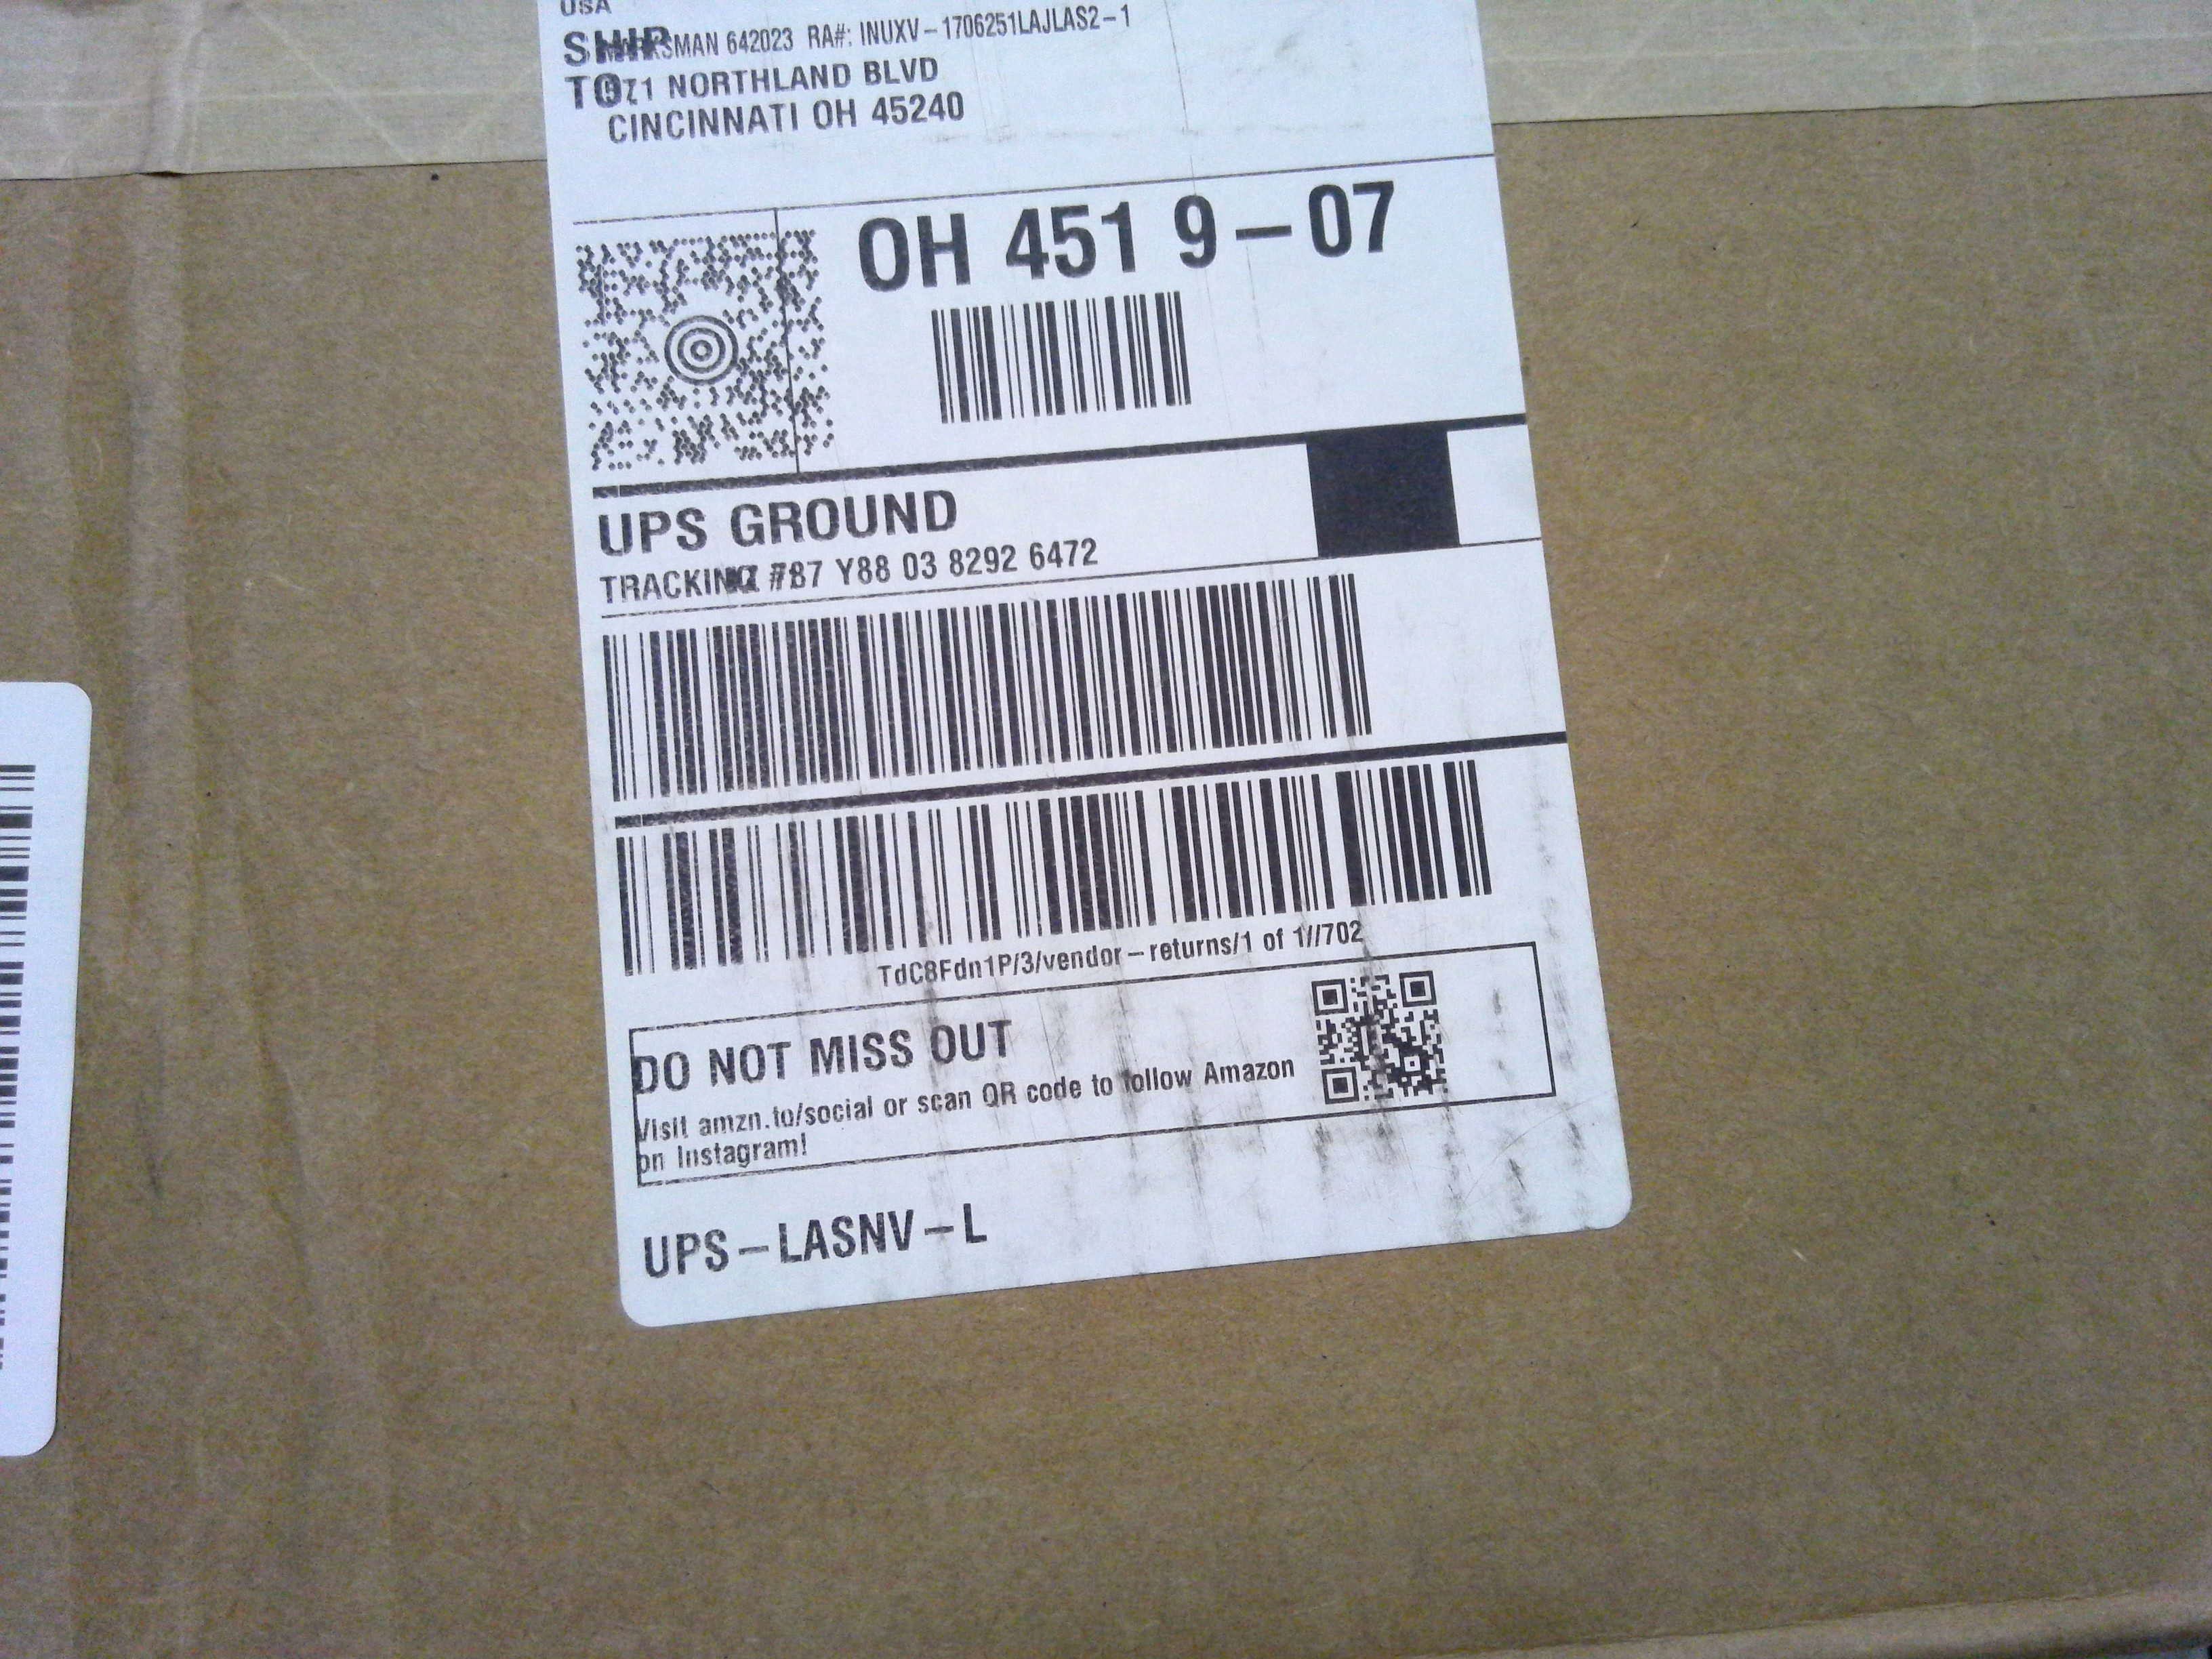 USA
SHIP SMAN 642023 RA#: INUXV-1706251LAJLAS2-1
TO 71 NORTHLAND BLVD
CINCINNATI OH 45240
OH 451 9-07
UPS GROUND
TRACKING # 87 Y88 03 8292 6472
TdC8Fdn1P/3/vendor-returns/1 of 1//702
DO NOT MISS OUT
Visit amzn.to/social or scan QR code to follow Amazon
on Instagram!
UPS-LASNV-L